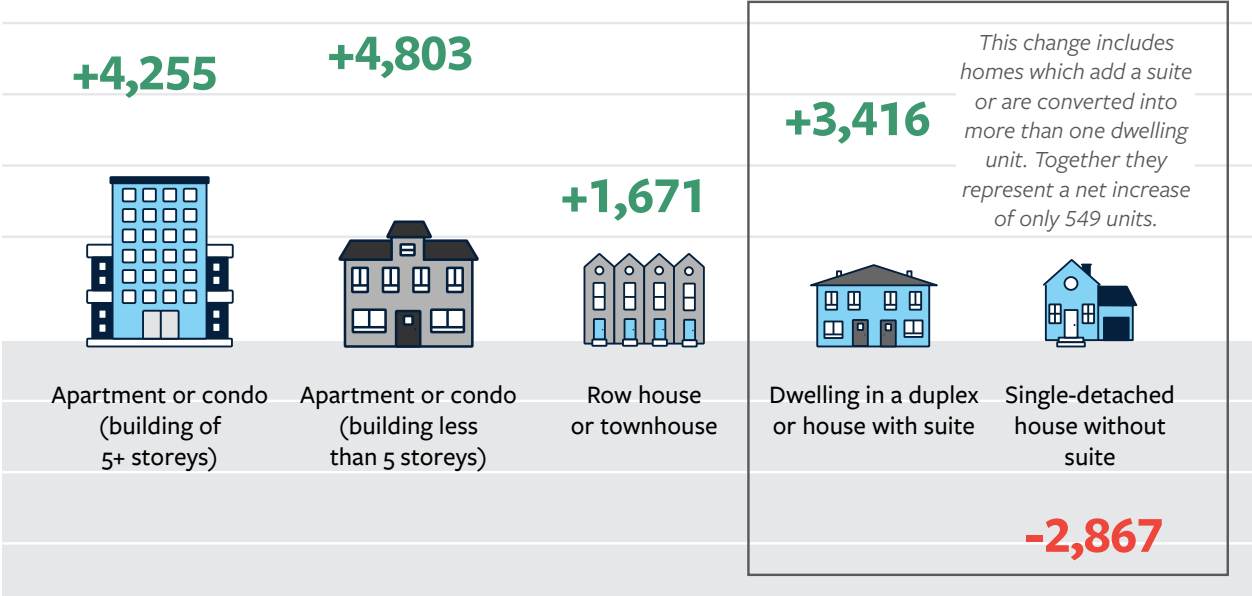 +4,255
+4,803
+1,671
+3,416
This change includes
homes which add a suite
or are converted into
more than one dwelling
unit. Together they
represent a net increase
of only 549 units.
Apartment or condo
(building of
5+ storeys)
Apartment or condo
(building less
than 5 storeys)
Row house
or townhouse
Dwelling in a duplex
or house with suite
Single-detached
house without
suite
-2,867